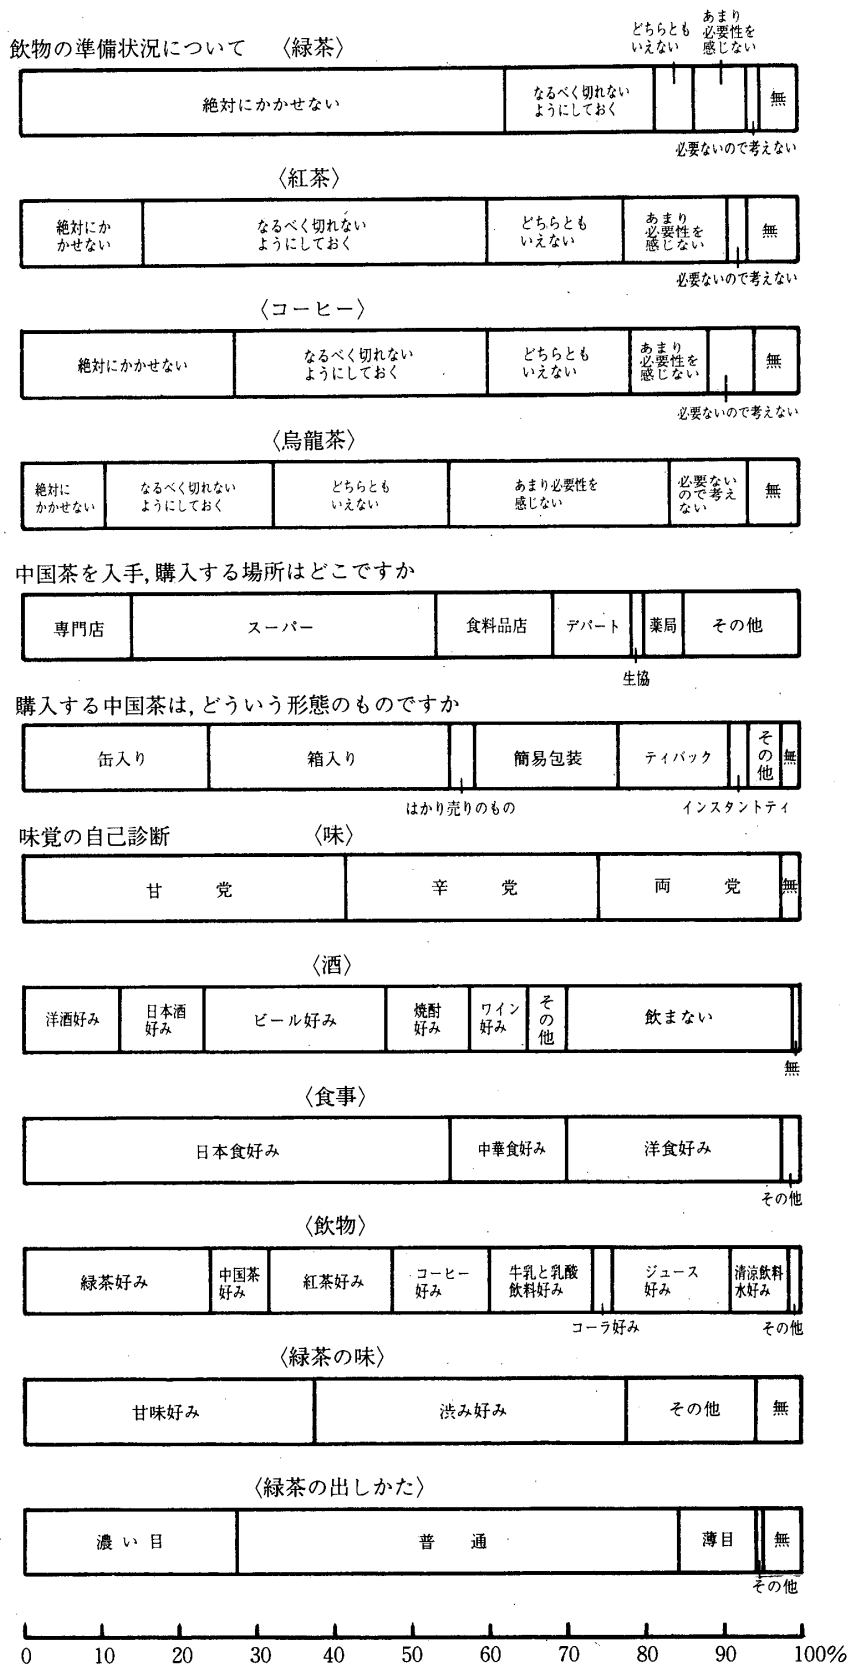 飲物の準備状況について 〈緑茶〉
どちらとも
いえない
あまり
必要性を
感じない
絶対にかかせない
なるべく切れない
ようにしておく
無
必要ないので考えない
〈紅茶〉
絶対にか
かせない
なるべく切れない
ようにしておく
どちらとも
いえない
あまり
必要性を
感じない
無
必要ないので考えない
〈コーヒー〉
絶対にかかせない
なるべく切れない
ようにしておく
どちらとも
いえない
あまり
必要性を
感じない
無
必要ないので考えない
〈烏龍茶〉
絶対に
かかせない
なるべく切れない
ようにしておく
どちらとも
いえない
あまり必要性を
感じない
必要ない
ので考え
ない
無
中国茶を入手,購入する場所はどこですか
専門店
スーパー
食料品店
デパート
薬局
その他
生協
購入する中国茶は,どういう形態のものですか
缶入り
箱入り
簡易包装
ティバック
その他
無
はかり売りのもの
インスタントティ
味覚の自己診断 〈味〉
甘 党
辛 党
両 党
無
〈酒〉
洋酒好み
日本酒
好み
ビール好み
焼酎
好み
ワイン
好み
その他
飲まない
無
〈食事〉
日本食好み
中華食好み
洋食好み
その他
〈飲物〉
緑茶好み
中国茶
好み
紅茶好み
コーヒー
好み
牛乳と乳酸
飲料好み
ジュース
好み
清涼飲料
水好み
コーラ好み
その他
〈緑茶の味〉
甘味好み
渋み好み
その他
無
〈緑茶の出しかた〉
濃い目
普 通
薄目
無
その他
0 10 20 30 40 50 60 70 80 90 100%